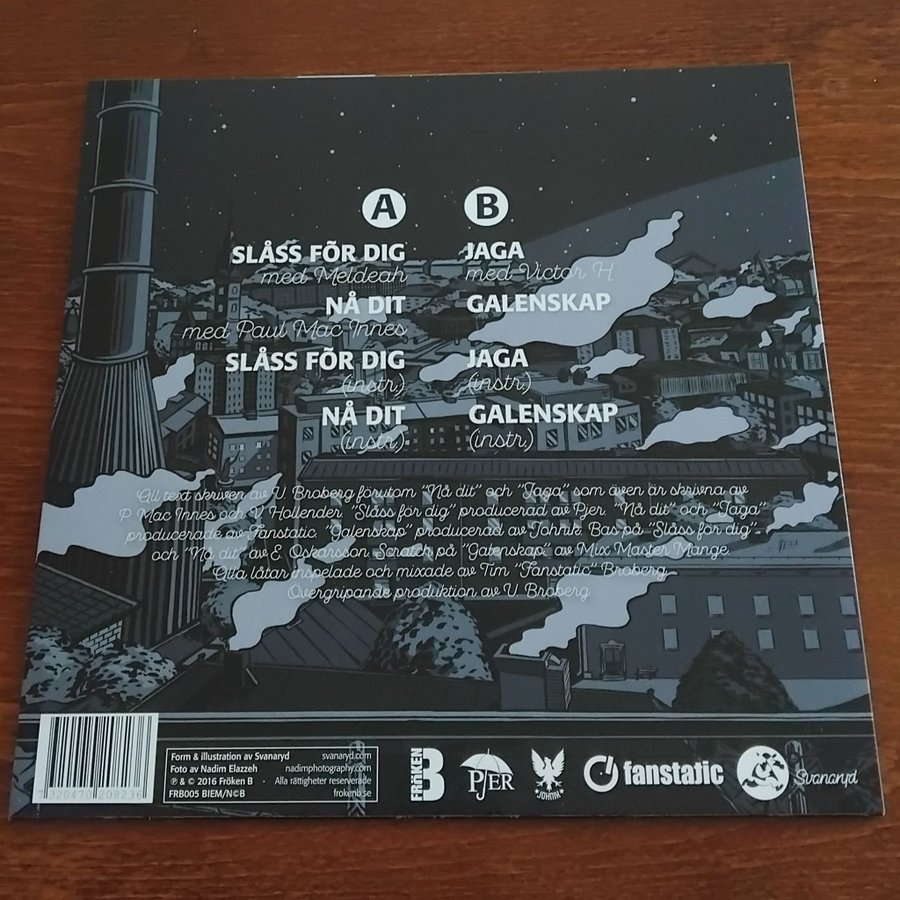 A
SLÅSS FÖR DIG
med Meldeah
NÅ DIT
med Paul Mac Innes
SLÅSS FÖR DIG
(instr)
NÅ DIT
(instr)
B
JAGA
med Victor H
GALENSKAP
JAGA
(instr)
GALENSKAP
(instr)
All text skriven av U Broberg förutom "Nå dit" och "Jaga" som även är skrivna av
P Mac Innes och V Hollender. "Slåss för dig" producerad av Pjer. "Nå dit" och "Jaga"
producerade av Fanstatic. "Galenskap" producerad av Johnik. Bas på "Slåss för dig"
och "Nå dit" av E. Oskarsson. Scratch på "Galenskap" av Mix Master Mange.
Alla låtar inspelade och mixade av Tim "Fanstatic" Broberg.
Övergripande produktion av U Broberg
7320470208236
Form & illustration av Svanaryd svanaryd.com
Foto av Nadim Elazzeh nadimphotography.com
℗ & © 2016 Fröken B · Alla rättigheter reserverade
FRB005 BIEM/N©B frokenb.se
FRÖKEN B
PJER
fanstatic
Svanaryd